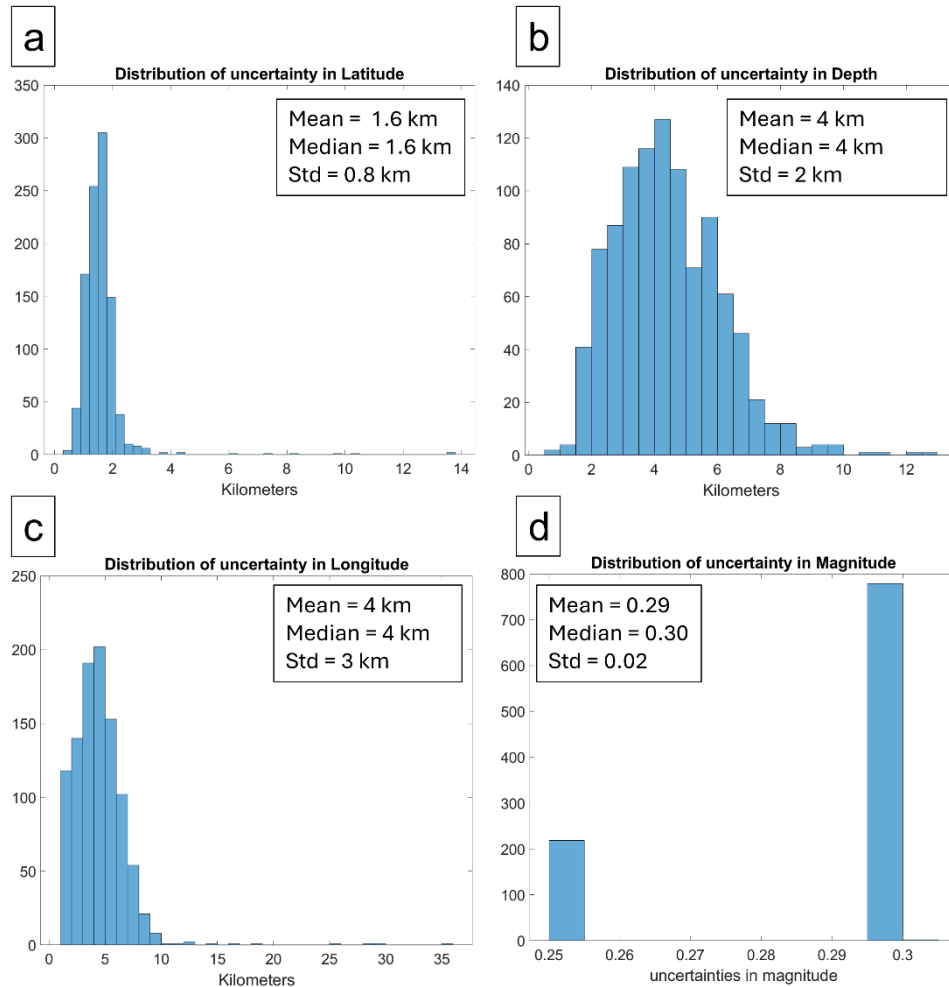 a
Distribution of uncertainty in Latitude
Mean = 1.6 km
Median = 1.6 km
Std = 0.8 km
350
300
250
200
150
100
50
0
0 2 4 6 8 10 12 14
Kilometers
b
Distribution of uncertainty in Depth
Mean = 4 km
Median = 4 km
Std = 2 km
140
120
100
80
60
40
20
0
0 2 4 6 8 10 12
Kilometers
c
Distribution of uncertainty in Longitude
Mean = 4 km
Median = 4 km
Std = 3 km
250
200
150
100
50
0
0 5 10 15 20 25 30 35
Kilometers
d
Distribution of uncertainty in Magnitude
Mean = 0.29
Median = 0.30
Std = 0.02
800
700
600
500
400
300
200
100
0
0.25 0.26 0.27 0.28 0.29 0.3
uncertainties in magnitude